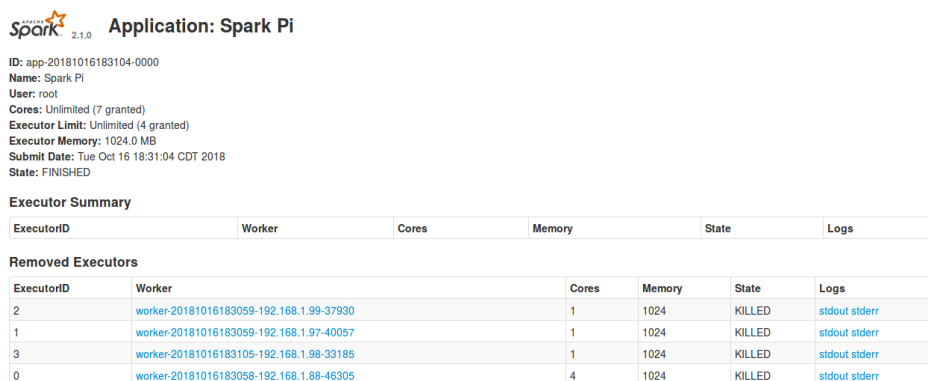 APACHE Spark 2.1.0 Application: Spark Pi
ID: app-20181016183104-0000
Name: Spark Pi
User: root
Cores: Unlimited (7 granted)
Executor Limit: Unlimited (4 granted)
Executor Memory: 1024.0 MB
Submit Date: Tue Oct 16 18:31:04 CDT 2018
State: FINISHED
Executor Summary
ExecutorID Worker Cores Memory State Logs
Removed Executors
ExecutorID Worker Cores Memory State Logs
2 worker-20181016183059-192.168.1.99-37930 1 1024 KILLED stdout stderr
1 worker-20181016183059-192.168.1.97-40057 1 1024 KILLED stdout stderr
3 worker-20181016183105-192.168.1.98-33185 1 1024 KILLED stdout stderr
0 worker-20181016183058-192.168.1.88-46305 4 1024 KILLED stdout stderr